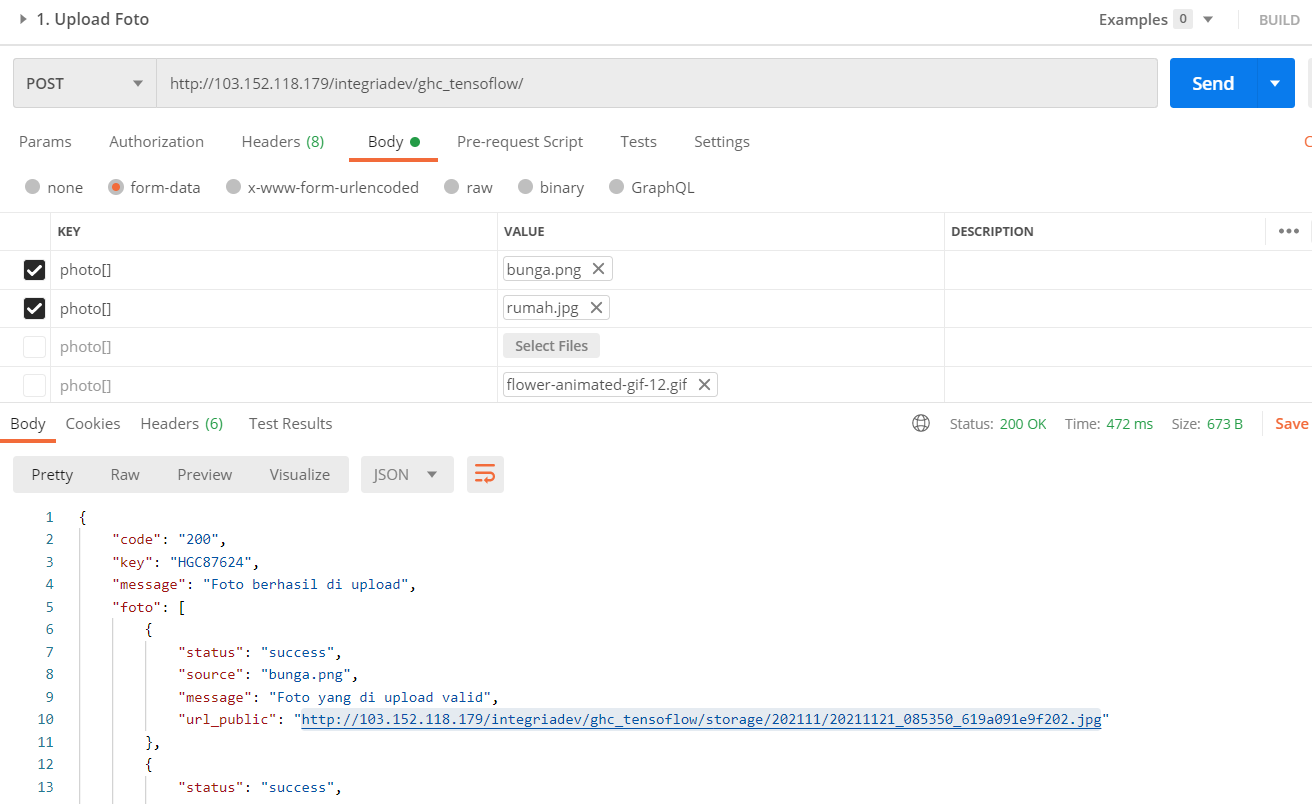 1. Upload Foto
Examples 0 BUILD
POST http://103.152.118.179/integriadev/ghc_tensoflow/ Send
Params Authorization Headers (8) Body Pre-request Script Tests Settings C
none form-data x-www-form-urlencoded raw binary GraphQL
KEY VALUE DESCRIPTION
photo[] bunga.png
photo[] rumah.jpg
photo[] Select Files
photo[] flower-animated-gif-12.gif
Body Cookies Headers (6) Test Results Status: 200 OK Time: 472 ms Size: 673 B Save
Pretty Raw Preview Visualize JSON
1 {
2 "code": "200",
3 "key": "HGC87624",
4 "message": "Foto berhasil di upload",
5 "foto": [
6 {
7 "status": "success",
8 "source": "bunga.png",
9 "message": "Foto yang di upload valid",
10 "url_public": "http://103.152.118.179/integriadev/ghc_tensoflow/storage/202111/20211121_085350_619a091e9f202.jpg"
11 },
12 {
13 "status": "success",